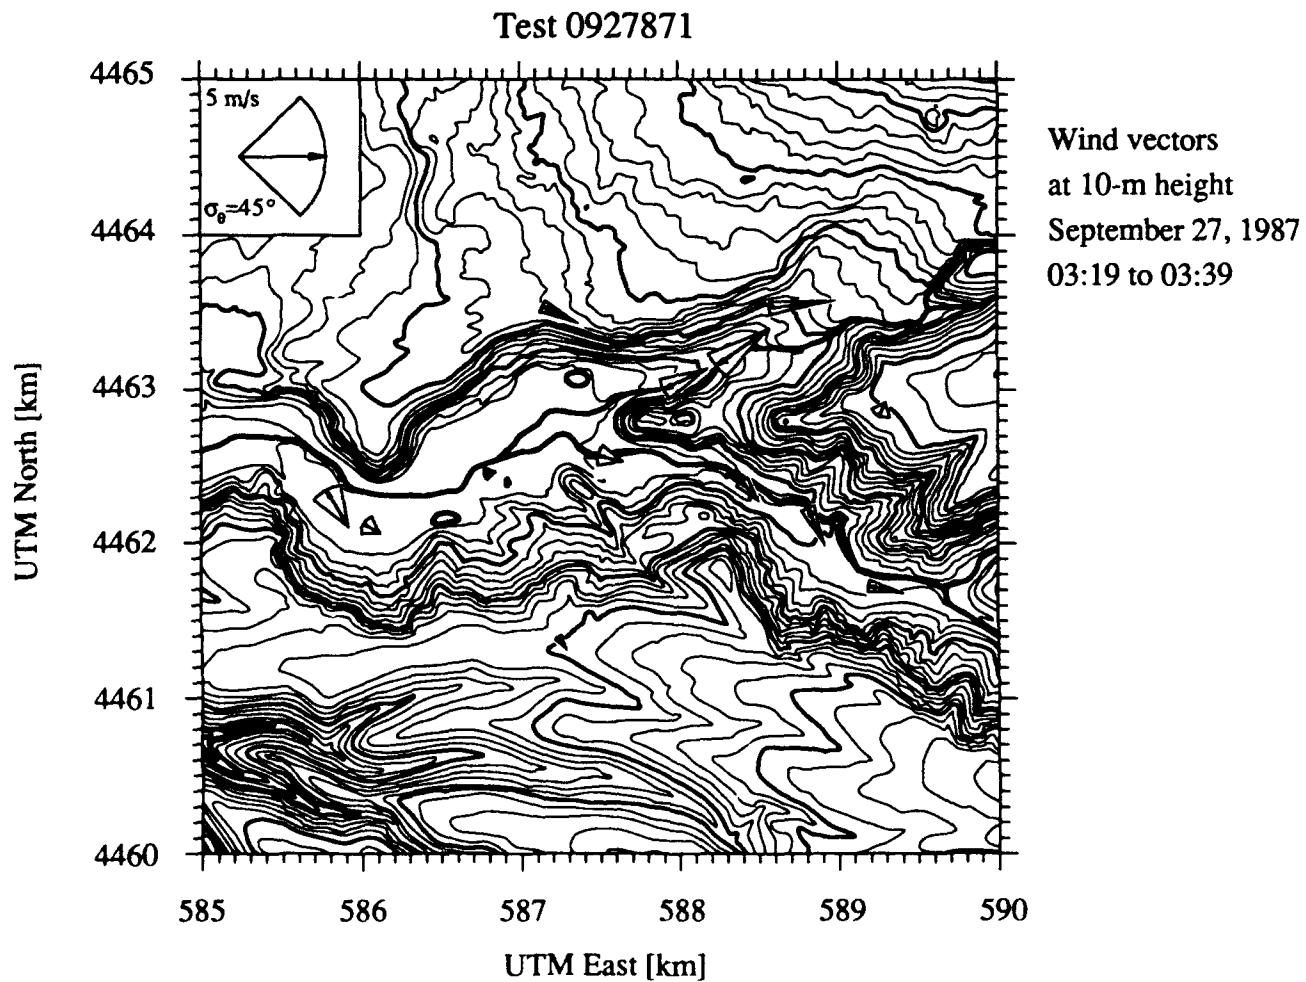 Test 0927871
4465
4464
4463
4462
4461
4460
UTM North [km]
5 m/s
σθ=45°
585
586
587
588
589
590
UTM East [km]
Wind vectors
at 10-m height
September 27, 1987
03:19 to 03:39